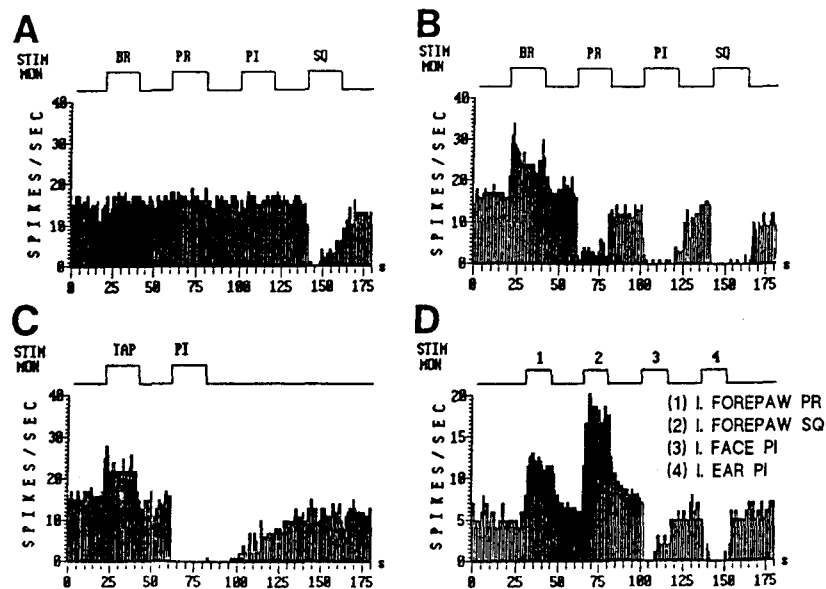 A
STIM
MON
BR PR PI SQ
SPIKES/SEC
40
30
20
10
0
0 25 50 75 100 125 150 175 s
B
STIM
MON
BR PR PI SQ
SPIKES/SEC
40
30
20
10
0
0 25 50 75 100 125 150 175 s
C
STIM
MON
TAP PI
SPIKES/SEC
40
30
20
10
0
0 25 50 75 100 125 150 175 s
D
STIM
MON
1 2 3 4
SPIKES/SEC
20
15
10
5
0
(1) I. FOREPAW PR
(2) I. FOREPAW SQ
(3) I. FACE PI
(4) I. EAR PI
0 25 50 75 100 125 150 175 s